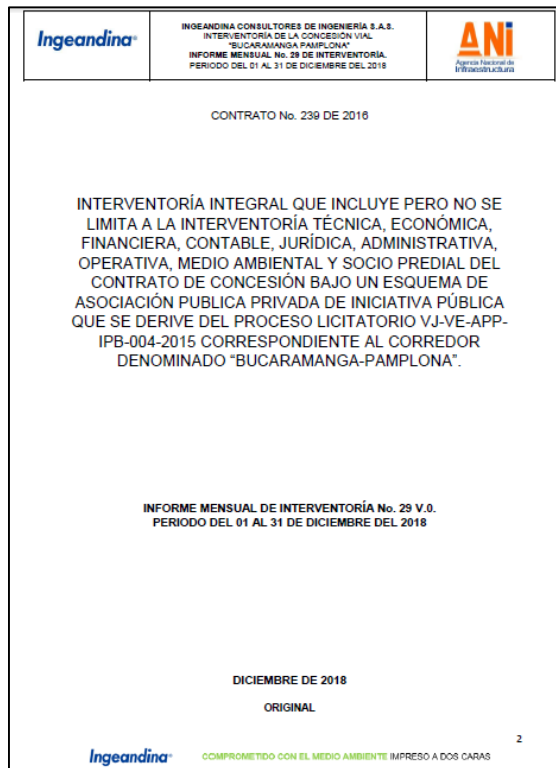 Ingeandina®
INGEANDINA CONSULTORES DE INGENIERÍA S.A.S.
INTERVENTORÍA DE LA CONCESIÓN VIAL
"BUCARAMANGA PAMPLONA"
INFORME MENSUAL No. 29 DE INTERVENTORÍA.
PERIODO DEL 01 AL 31 DE DICIEMBRE DEL 2018
ANI
Agencia Nacional de
Infraestructura
CONTRATO No. 239 DE 2016
INTERVENTORÍA INTEGRAL QUE INCLUYE PERO NO SE
LIMITA A LA INTERVENTORÍA TÉCNICA, ECONÓMICA,
FINANCIERA, CONTABLE, JURÍDICA, ADMINISTRATIVA,
OPERATIVA, MEDIO AMBIENTAL Y SOCIO PREDIAL DEL
CONTRATO DE CONCESIÓN BAJO UN ESQUEMA DE
ASOCIACIÓN PUBLICA PRIVADA DE INICIATIVA PÚBLICA
QUE SE DERIVE DEL PROCESO LICITATORIO VJ-VE-APP-
IPB-004-2015 CORRESPONDIENTE AL CORREDOR
DENOMINADO “BUCARAMANGA-PAMPLONA”.
INFORME MENSUAL DE INTERVENTORÍA No. 29 V.0.
PERIODO DEL 01 AL 31 DE DICIEMBRE DEL 2018
DICIEMBRE DE 2018
ORIGINAL
2
Ingeandina® COMPROMETIDO CON EL MEDIO AMBIENTE IMPRESO A DOS CARAS